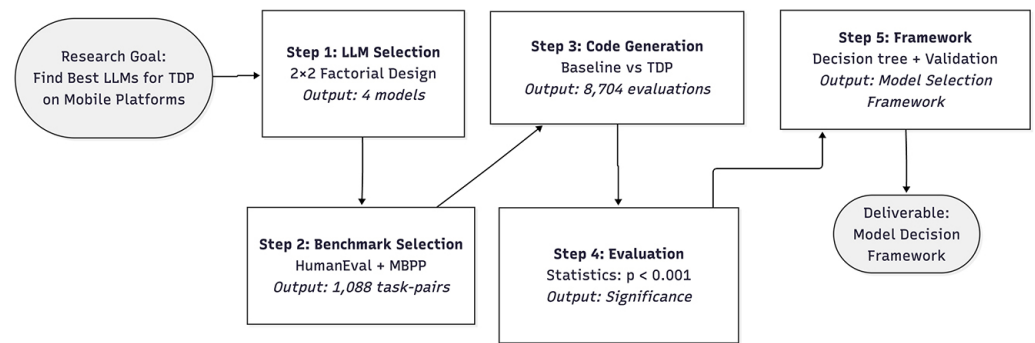 Research Goal:
Find Best LLMs for TDP
on Mobile Platforms
Step 1: LLM Selection
2×2 Factorial Design
Output: 4 models
Step 2: Benchmark Selection
HumanEval + MBPP
Output: 1,088 task-pairs
Step 3: Code Generation
Baseline vs TDP
Output: 8,704 evaluations
Step 4: Evaluation
Statistics: p < 0.001
Output: Significance
Step 5: Framework
Decision tree + Validation
Output: Model Selection
Framework
Deliverable:
Model Decision
Framework